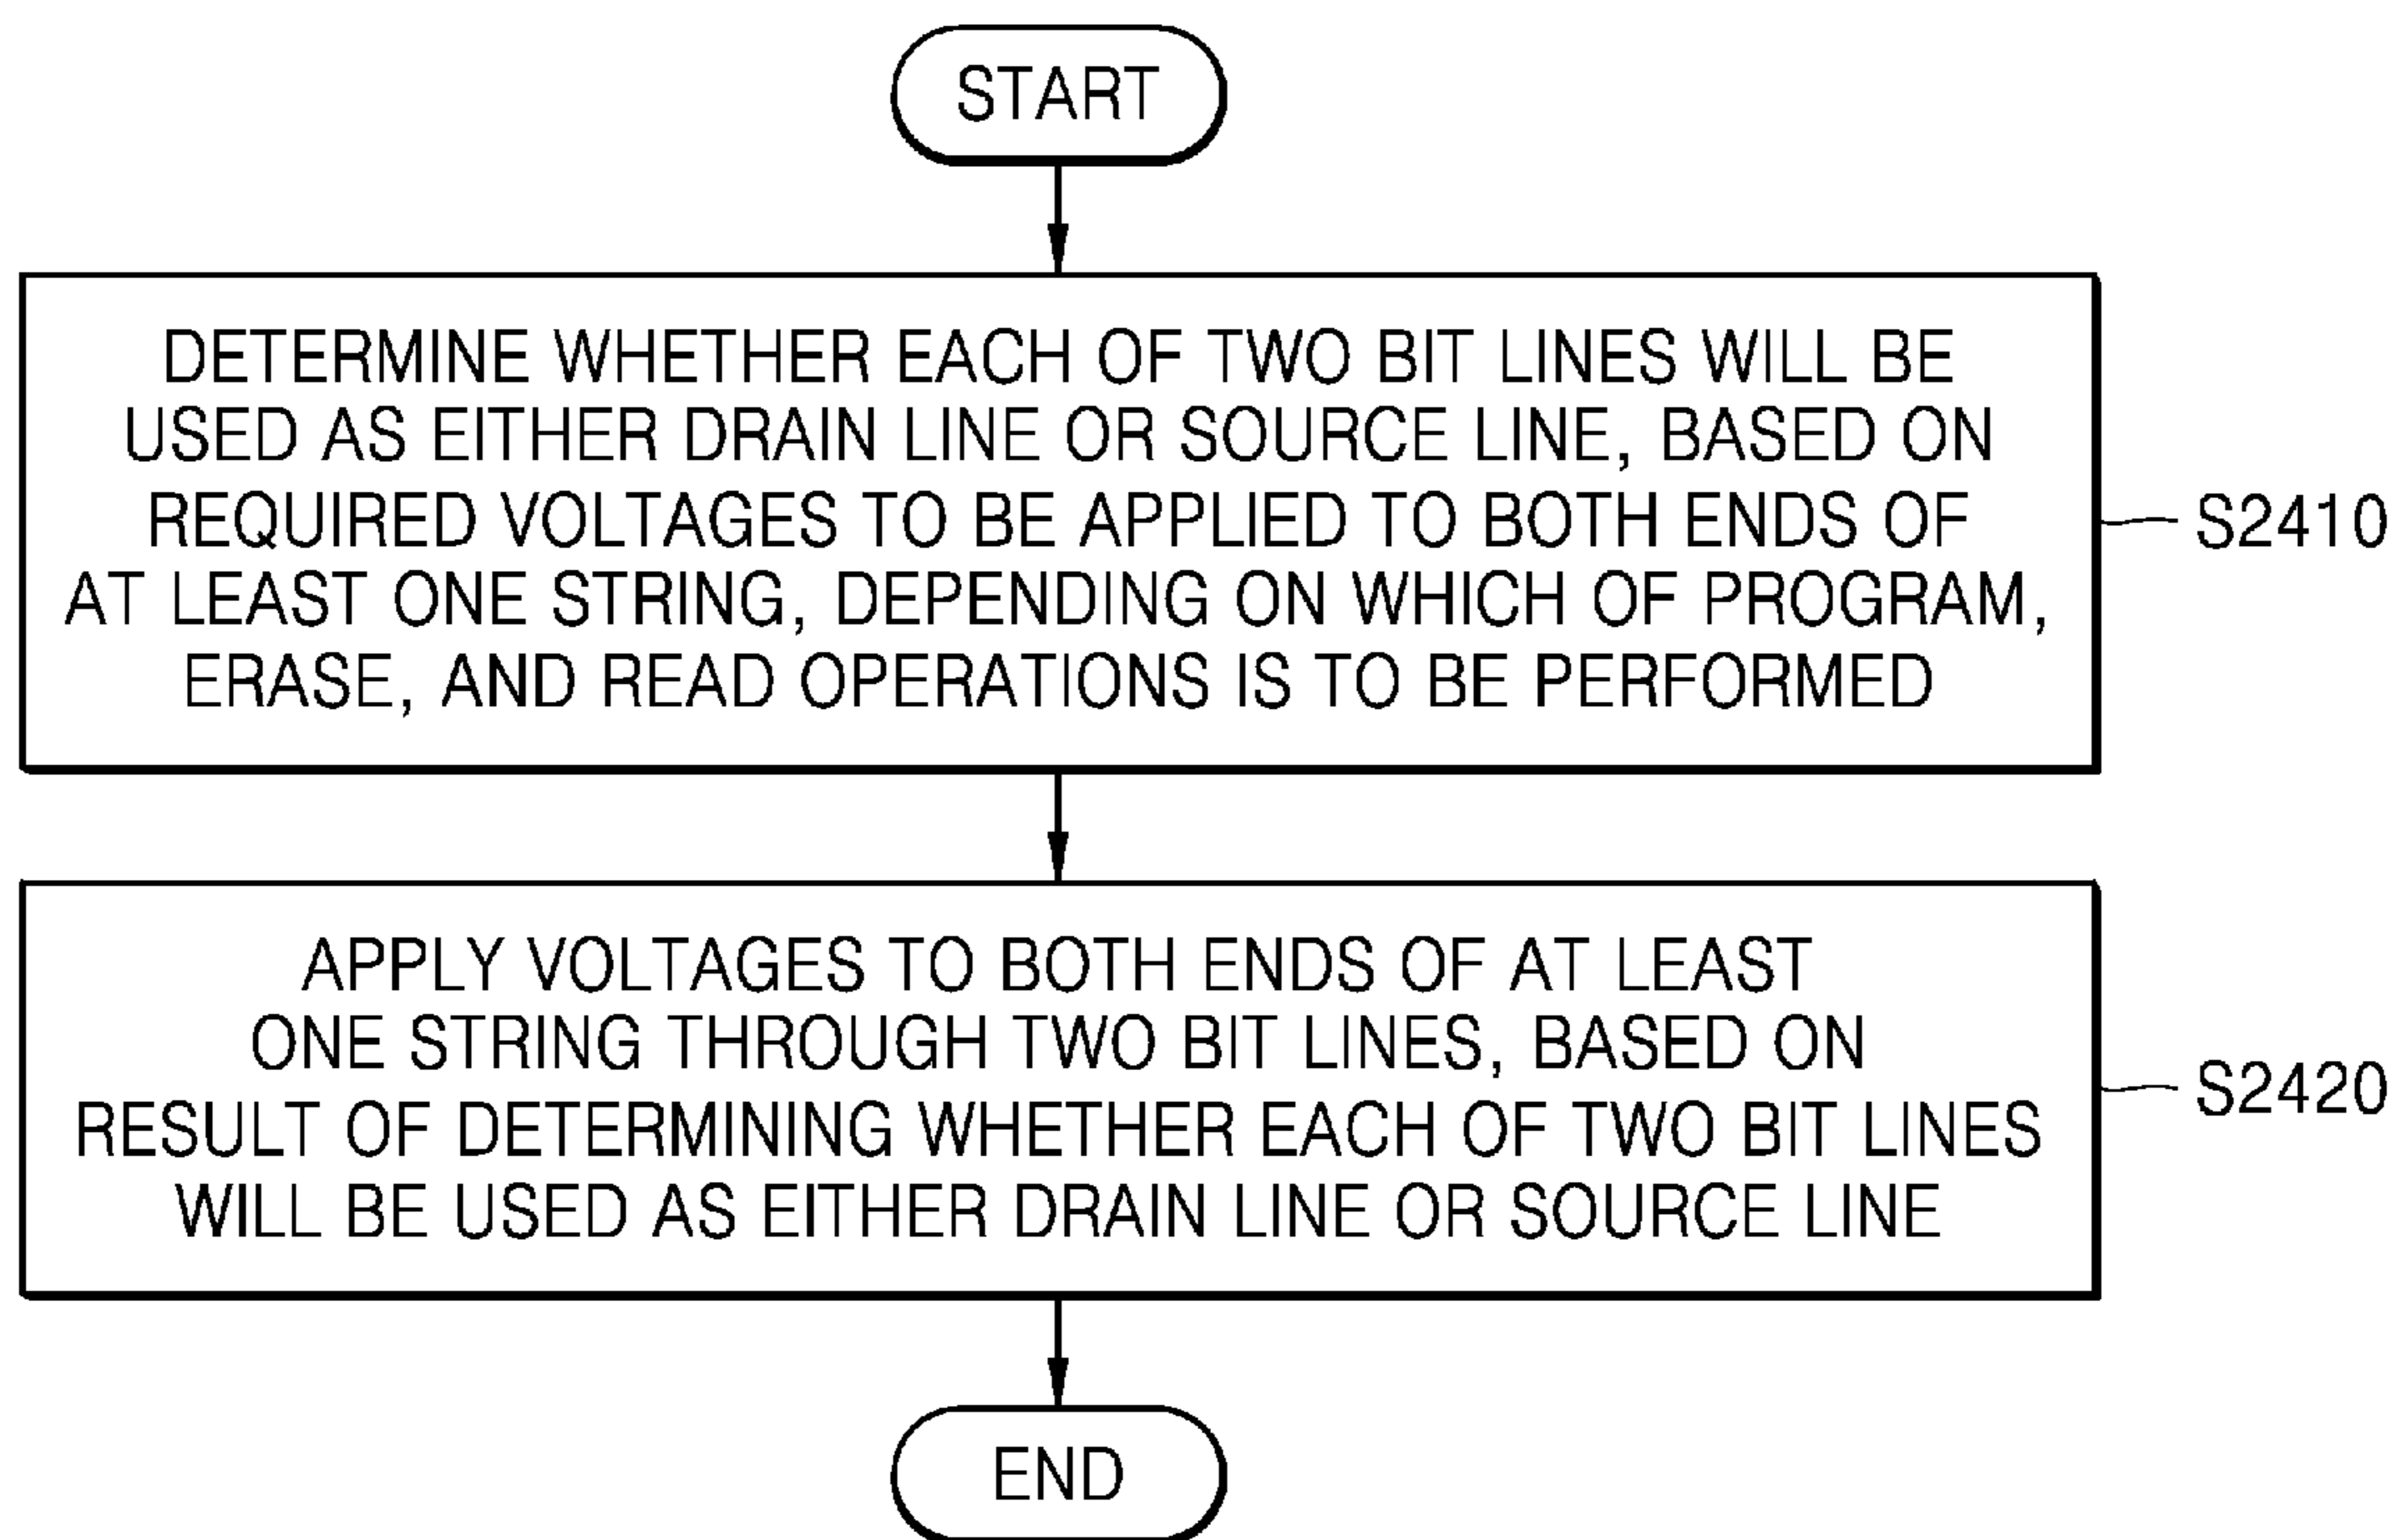 START
DETERMINE WHETHER EACH OF TWO BIT LINES WILL BE
USED AS EITHER DRAIN LINE OR SOURCE LINE, BASED ON
REQUIRED VOLTAGES TO BE APPLIED TO BOTH ENDS OF
AT LEAST ONE STRING, DEPENDING ON WHICH OF PROGRAM,
ERASE, AND READ OPERATIONS IS TO BE PERFORMED
S2410
APPLY VOLTAGES TO BOTH ENDS OF AT LEAST
ONE STRING THROUGH TWO BIT LINES, BASED ON
RESULT OF DETERMINING WHETHER EACH OF TWO BIT LINES
WILL BE USED AS EITHER DRAIN LINE OR SOURCE LINE
S2420
END